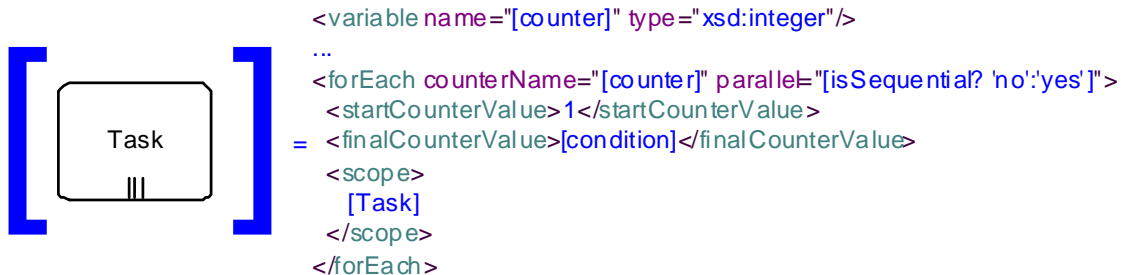 <variable name="[counter]" type="xsd:integer"/>
...
<forEach counterName="[counter]" parallel="[isSequential? 'no':'yes']">
<startCounterValue>1</startCounterValue>
Task
= <finalCounterValue>[condition]</finalCounterValue>
<scope>
[Task]
</scope>
</forEach>